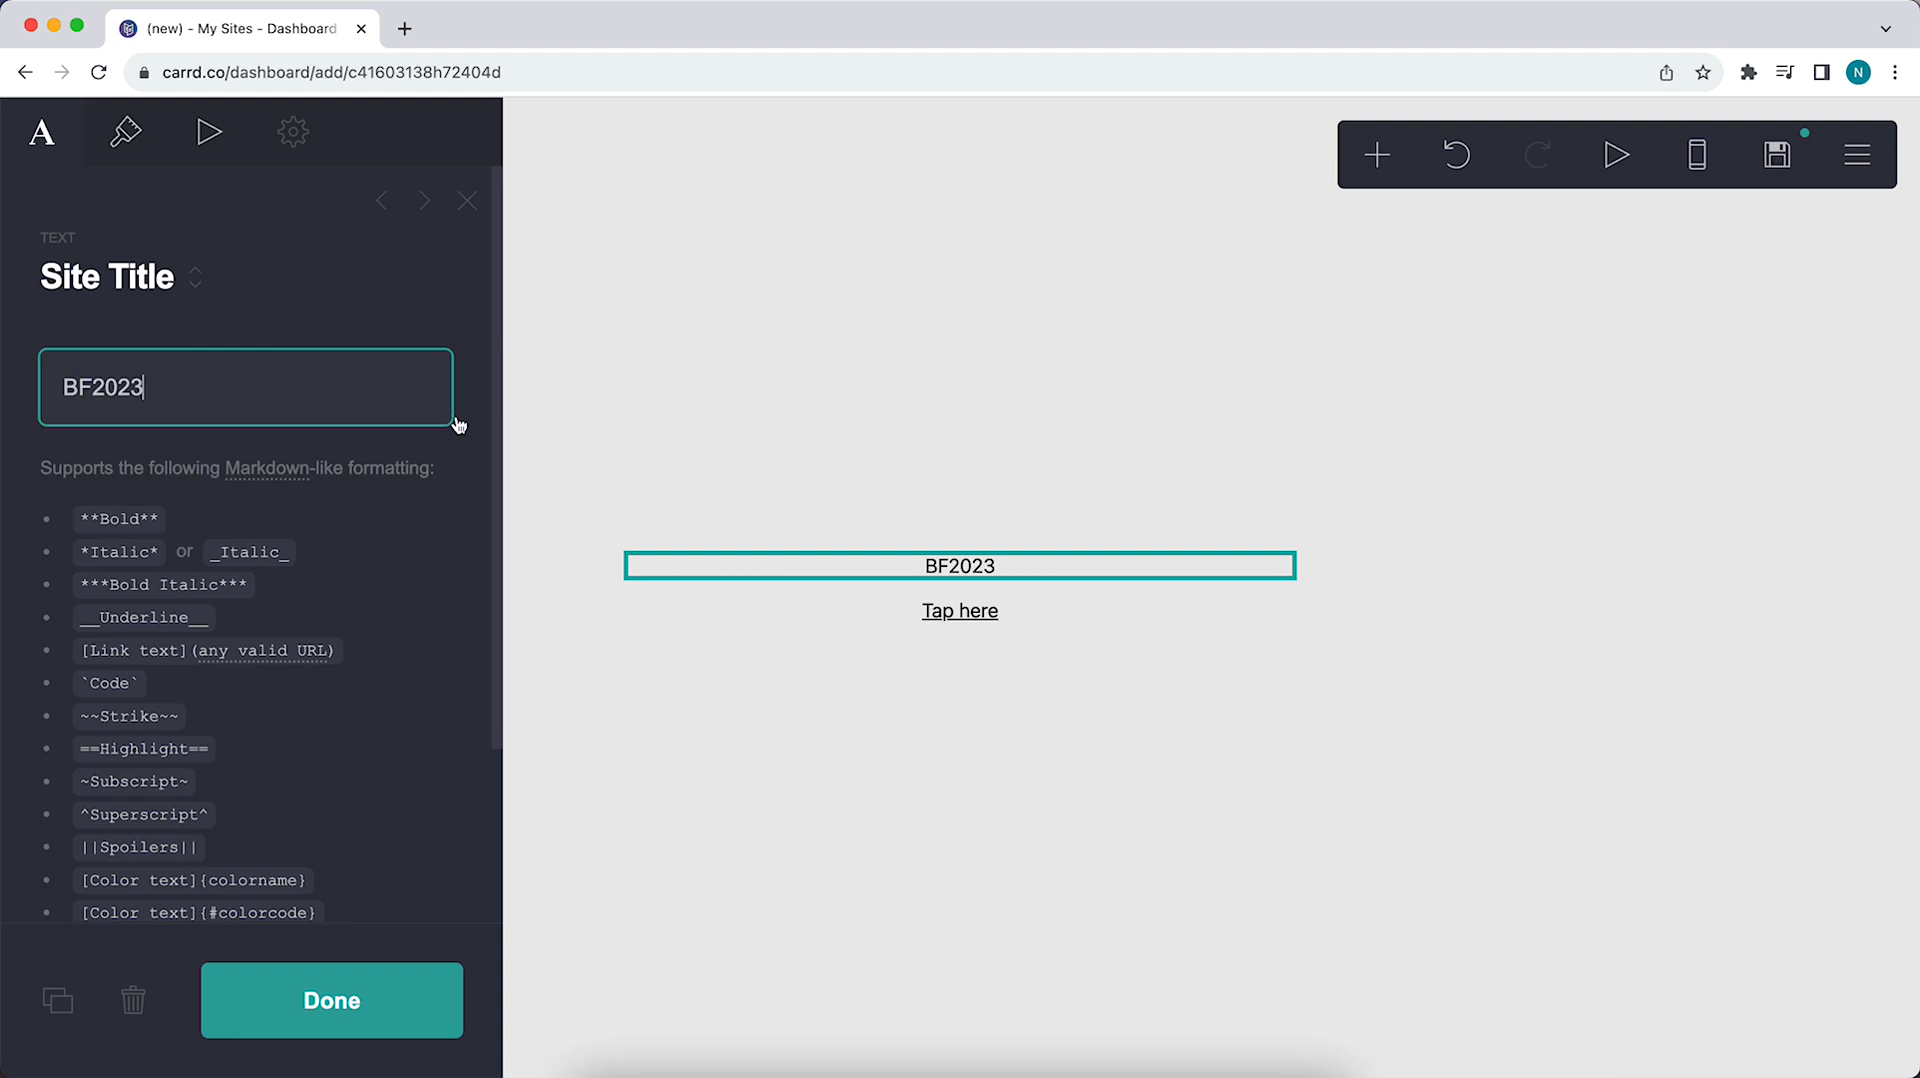 (new) - My Sites - Dashboard
carrd.co/dashboard/add/c41603138h72404d
N
A
TEXT
Site Title
BF2023
Supports the following Markdown-like formatting:
**Bold**
*Italic* or _Italic_
***Bold Italic***
__Underline__
[Link text](any valid URL)
`Code`
~~Strike~~
==Highlight==
~Subscript~
^Superscript^
||Spoilers||
[Color text]{colorname}
[Color text]{#colorcode}
Done
BF2023
Tap here